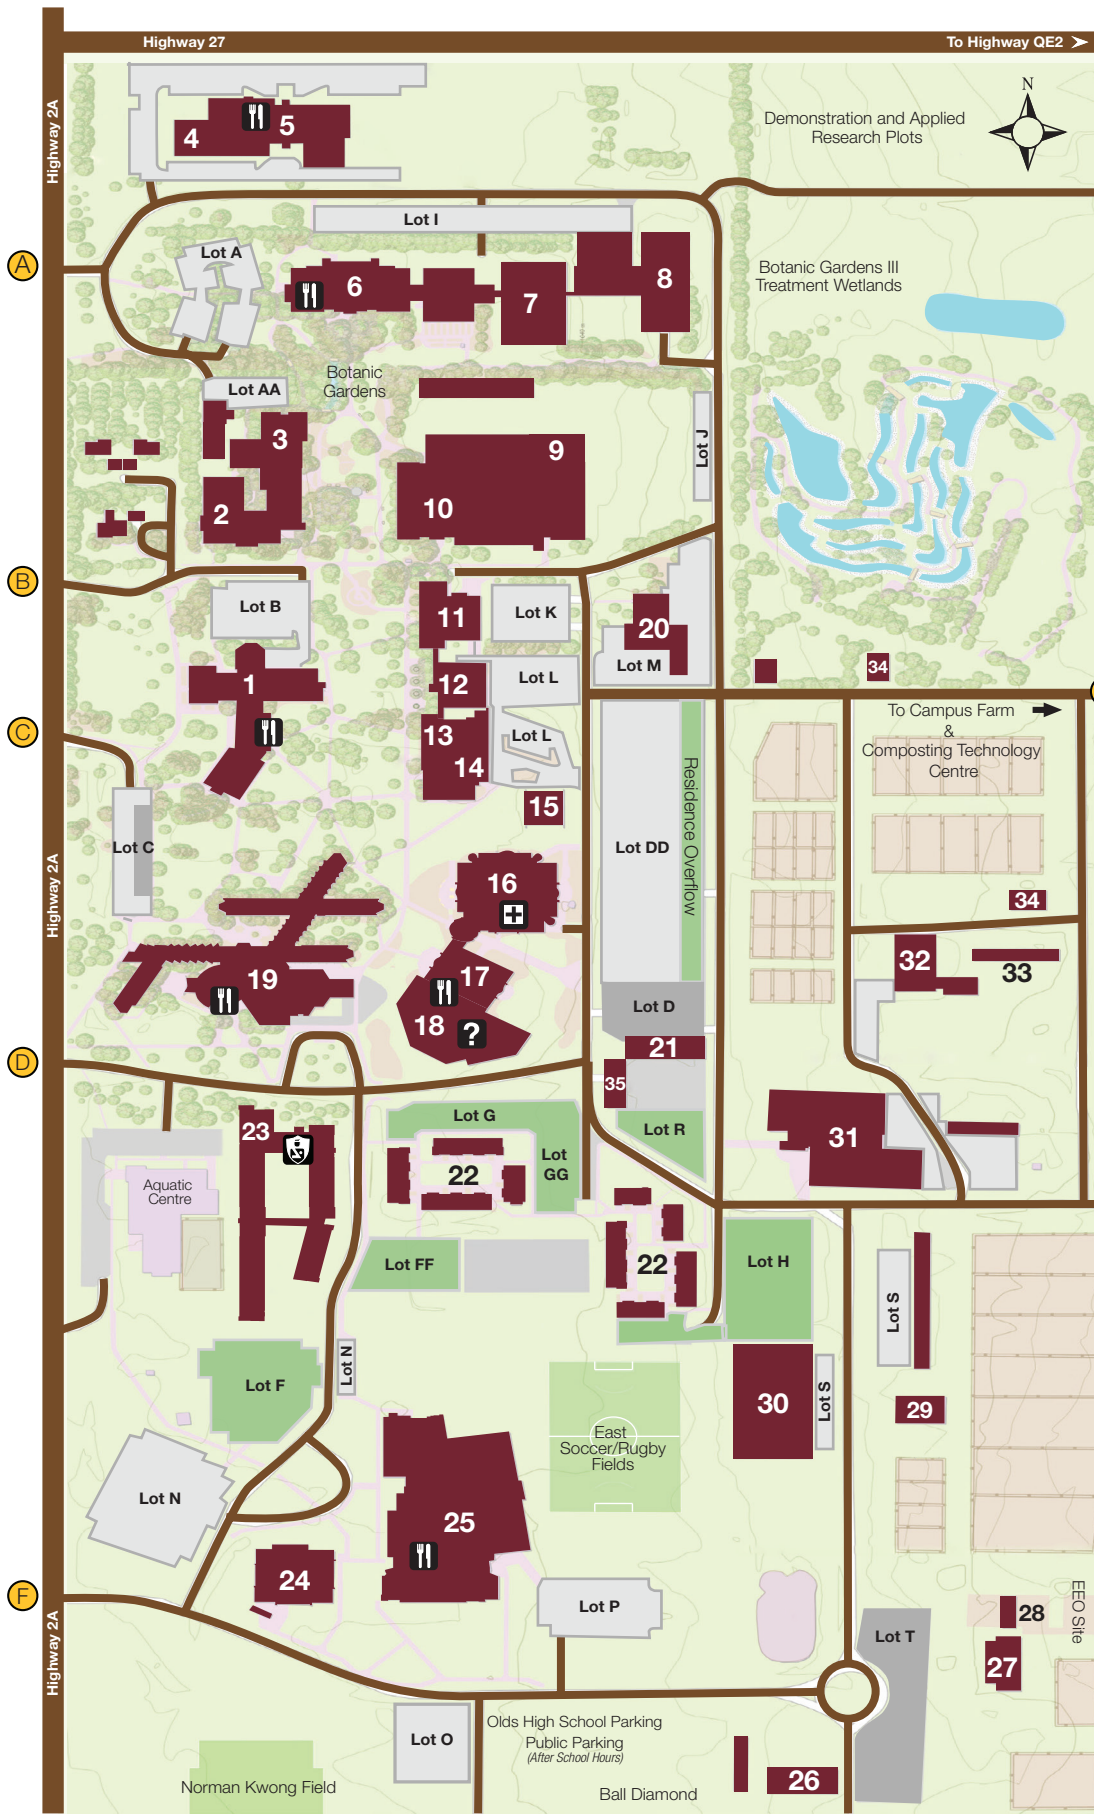 Highway 27
To Highway QE2
Highway 2A
N
Demonstration and Applied
Research Plots
4
5
Lot I
A
Lot A
6
7
8
Botanic Gardens III
Treatment Wetlands
Botanic
Gardens
Lot AA
3
2
9
10
Lot J
B
Lot B
11
Lot K
20
Lot M
34
1
12
Lot L
13
14
Lot L
C
To Campus Farm
&
Composting Technology
Centre
15
Lot C
Lot DD
Residence Overflow
Highway 2A
16
34
17
18
?
19
32
33
Lot D
21
35
D
Lot G
Lot R
23
22
Lot
GG
31
Aquatic
Centre
Lot FF
22
Lot H
Lot S
Lot N
Lot F
30
Lot S
29
East
Soccer/Rugby
Fields
Lot N
25
24
F
Lot P
Highway 2A
28
EEO Site
27
Lot T
Lot O
Olds High School Parking
Public Parking
(After School Hours)
Norman Kwong Field
Ball Diamond
26